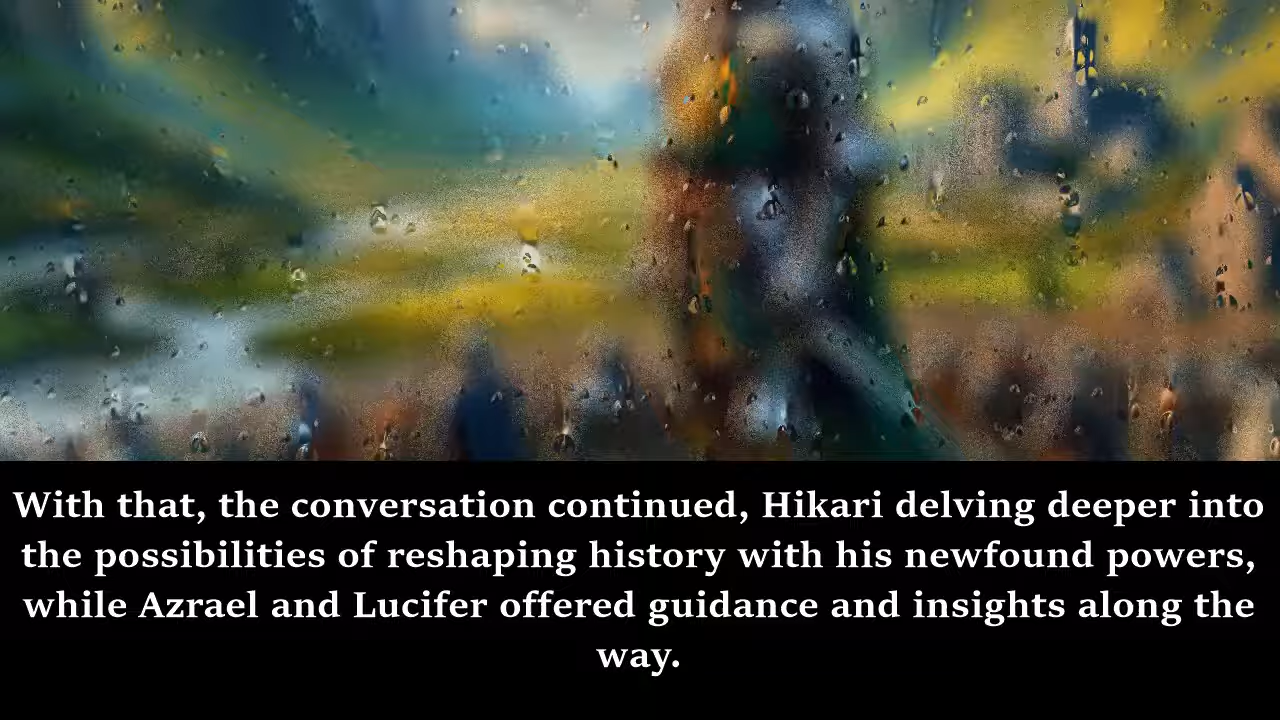 With that, the conversation continued, Hikari delving deeper into
the possibilities of reshaping history with his newfound powers,
while Azrael and Lucifer offered guidance and insights along the
way.